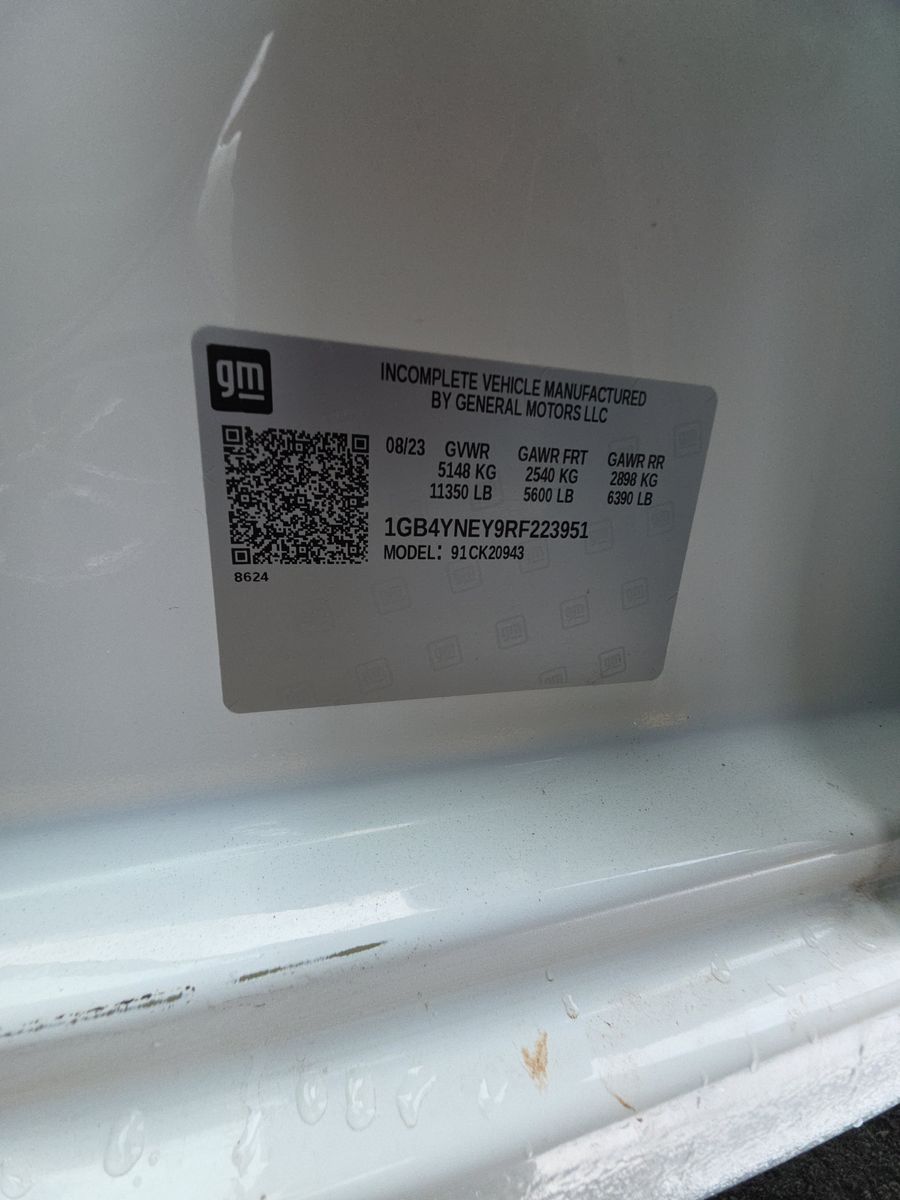 gm
INCOMPLETE VEHICLE MANUFACTURED
BY GENERAL MOTORS LLC
08/23 GVWR GAWR FRT GAWR RR
5148 KG 2540 KG 2898 KG
11350 LB 5600 LB 6390 LB
1GB4YNEY9RF223951
MODEL: 91CK20943
8624